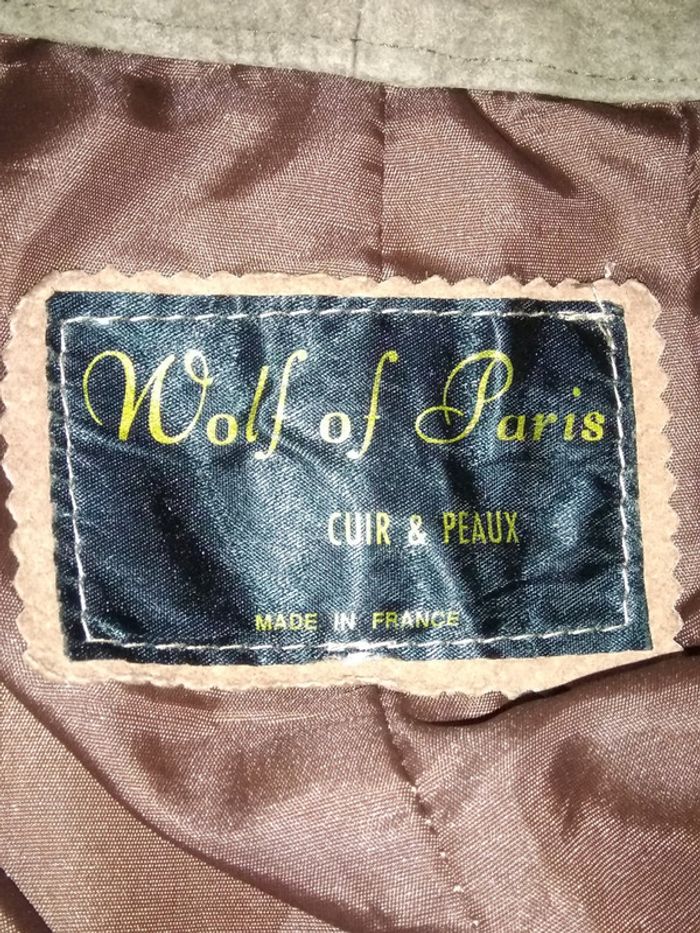 Wolf of Paris
CUIR & PEAUX
MADE IN FRANCE